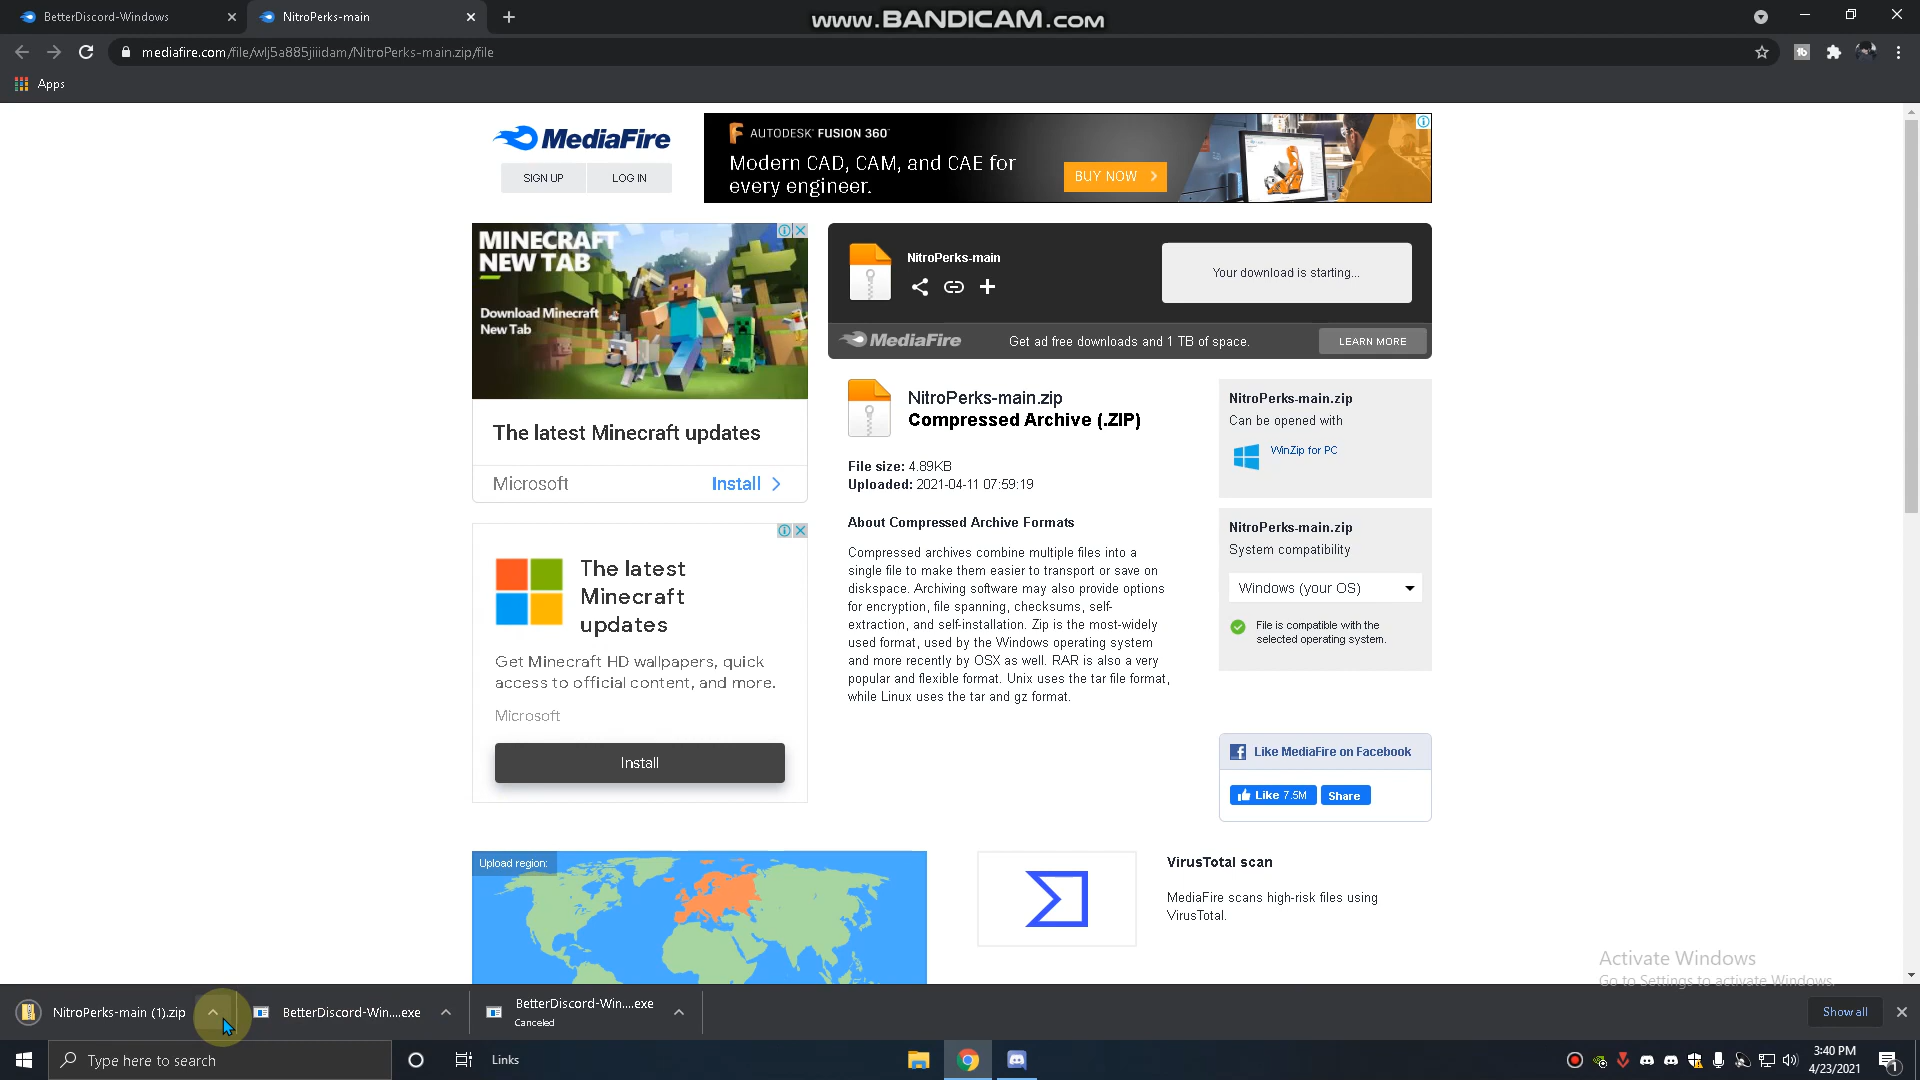 BetterDiscord-Windows
NitroPerks-main
www.BANDICAM.com
mediafire.com/file/wlj5a885jiiidam/NitroPerks-main.zip/file
Apps
MediaFire
SIGN UP
LOG IN
AUTODESK® FUSION 360™
Modern CAD, CAM, and CAE for
every engineer.
BUY NOW
MINECRAFT
NEW TAB
Download Minecraft
New Tab
The latest Minecraft updates
Microsoft
Install
NitroPerks-main
Your download is starting...
MediaFire
Get ad free downloads and 1 TB of space.
LEARN MORE
NitroPerks-main.zip
Compressed Archive (.ZIP)
File size: 4.89KB
Uploaded: 2021-04-11 07:59:19
About Compressed Archive Formats
Compressed archives combine multiple files into a
single file to make them easier to transport or save on
diskspace. Archiving software may also provide options
for encryption, file spanning, checksums, self-
extraction, and self-installation. Zip is the most-widely
used format, used by the Windows operating system
and more recently by OSX as well. RAR is also a very
popular and flexible format. Unix uses the tar file format,
while Linux uses the tar and gz format.
NitroPerks-main.zip
Can be opened with
WinZip for PC
NitroPerks-main.zip
System compatibility
Windows (your OS)
File is compatible with the
selected operating system.
The latest
Minecraft
updates
Get Minecraft HD wallpapers, quick
access to official content, and more.
Microsoft
Install
Like MediaFire on Facebook
Like 7.5M
Share
Upload region:
VirusTotal scan
MediaFire scans high-risk files using
VirusTotal.
Activate Windows
Go to Settings to activate Windows.
NitroPerks-main (1).zip
BetterDiscord-Win....exe
BetterDiscord-Win....exe
Canceled
Show all
Type here to search
Links
3:40 PM
4/23/2021
1